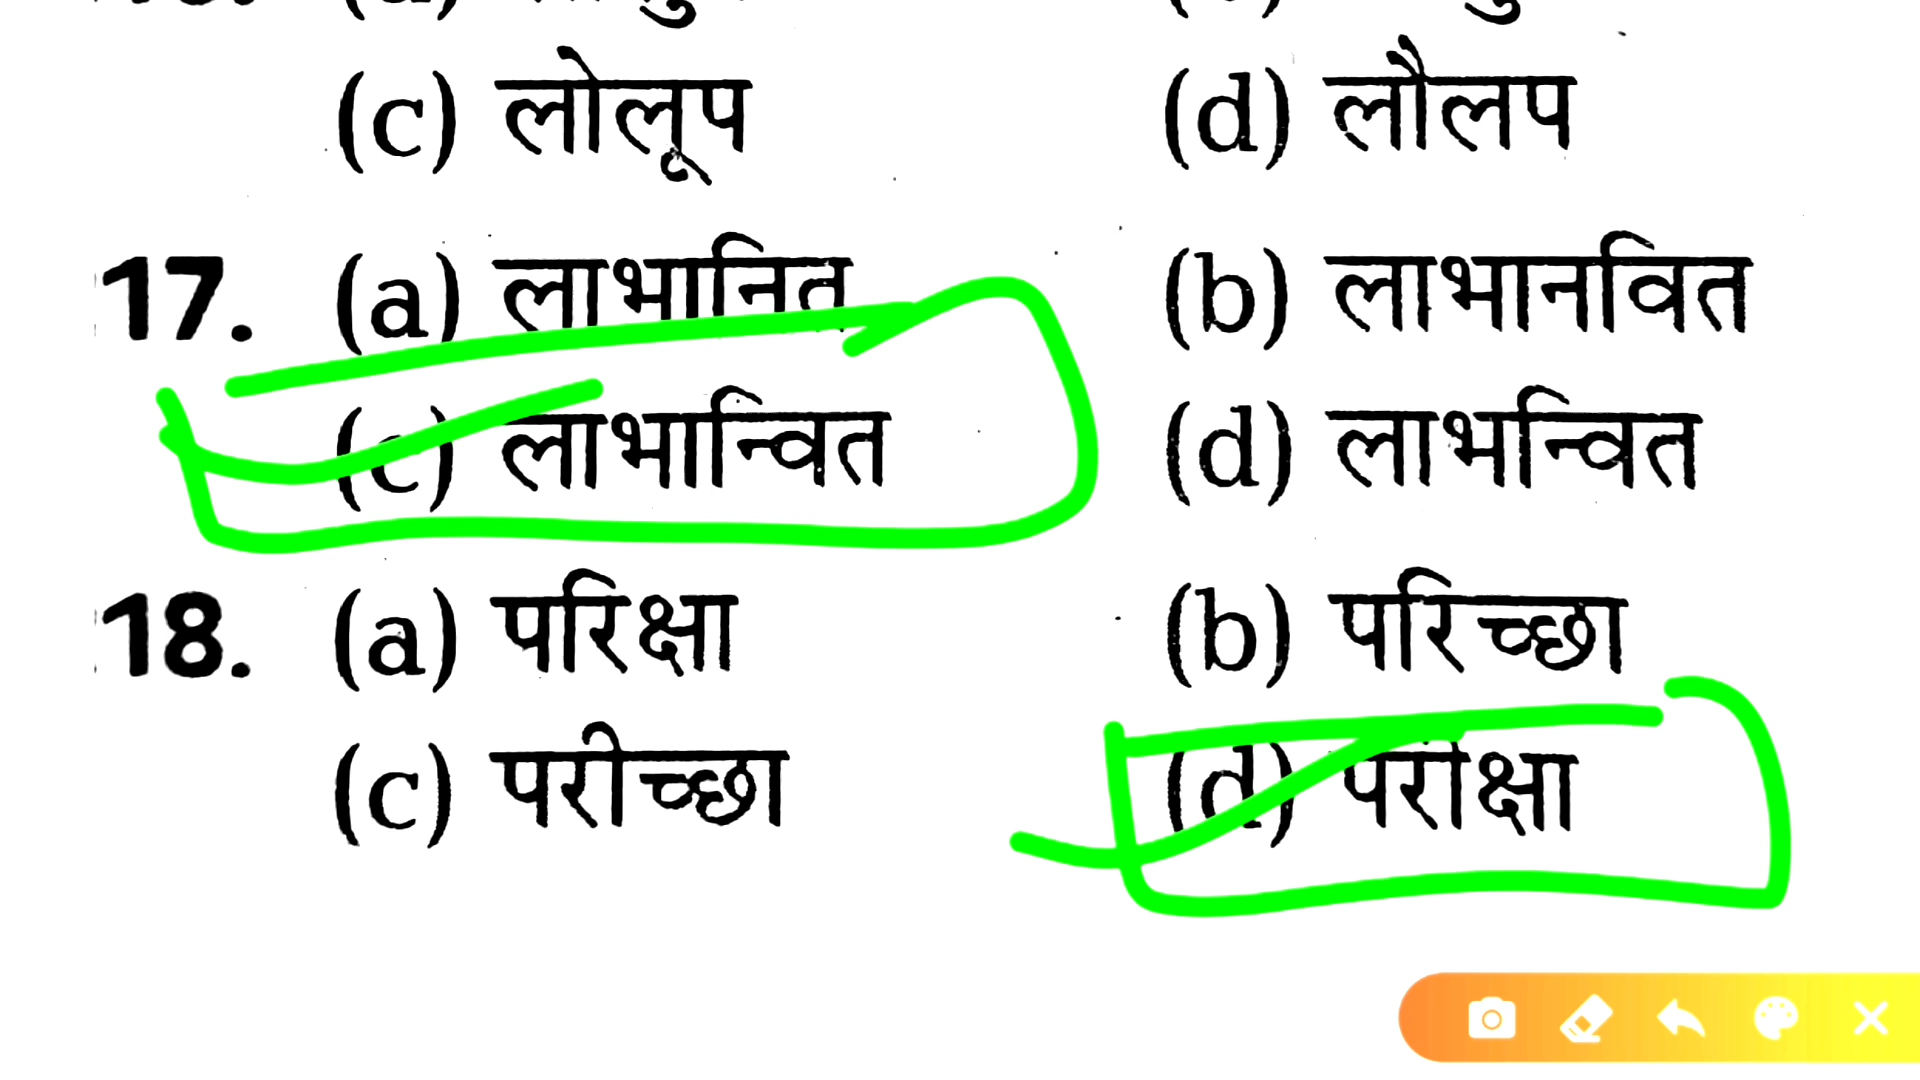 (c) लोलूप (d) लौलप
17. (a) लाभानित (b) लाभानवित
(c) लाभान्वित (d) लाभन्वित
18. (a) परिक्षा (b) परिच्छा
(c) परीच्छा (d) परीक्षा